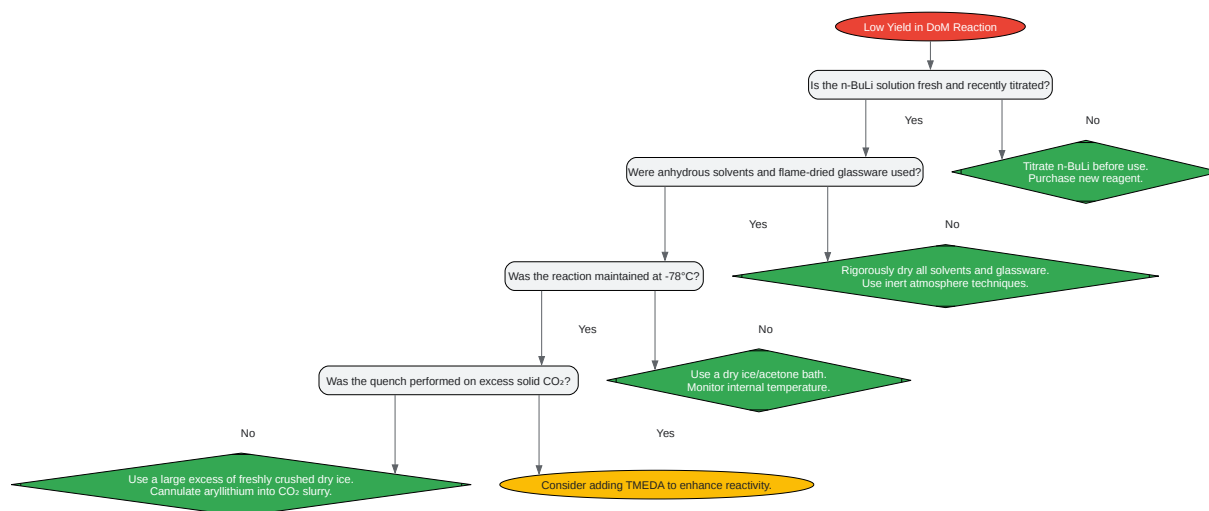 Low Yield in DoM Reaction
Is the n-BuLi solution fresh and recently titrated?
Yes
No
Titrate n-BuLi before use.
Purchase new reagent.
Were anhydrous solvents and flame-dried glassware used?
Yes
No
Rigorously dry all solvents and glassware.
Use inert atmosphere techniques.
Was the reaction maintained at -78°C?
Yes
No
Use a dry ice/acetone bath.
Monitor internal temperature.
Was the quench performed on excess solid CO₂?
No
Yes
Use a large excess of freshly crushed dry ice.
Cannulate aryllithium into CO₂ slurry.
Consider adding TMEDA to enhance reactivity.